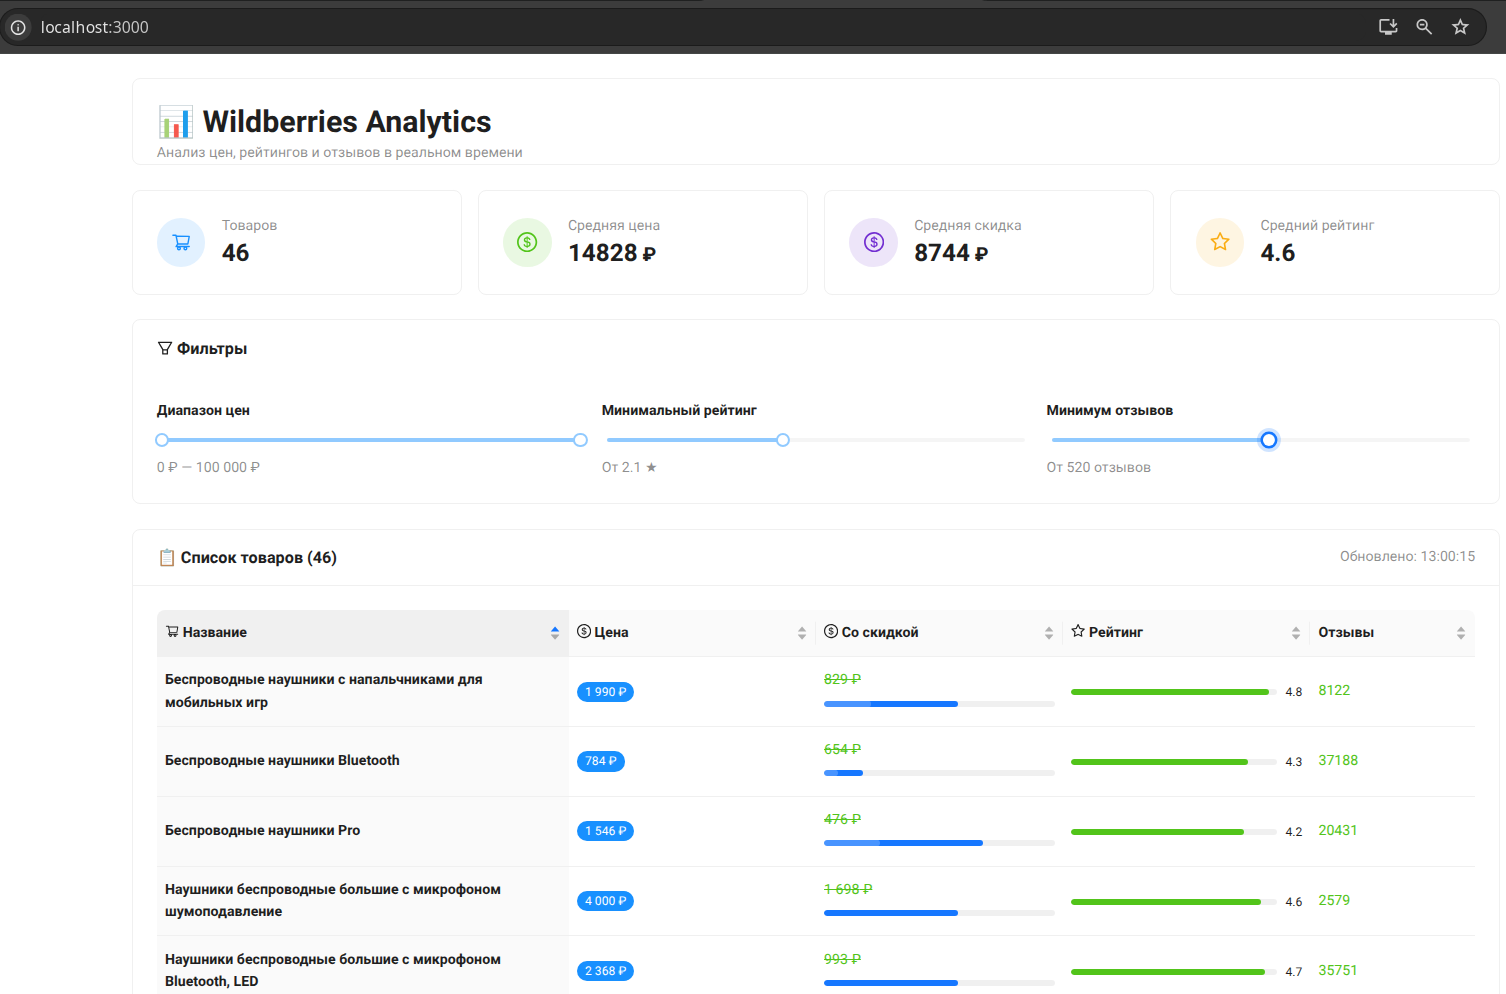 localhost:3000
Wildberries Analytics
Анализ цен, рейтингов и отзывов в реальном времени
Товаров
46
Средняя цена
14828 ₽
Средняя скидка
8744 ₽
Средний рейтинг
4.6
Фильтры
Диапазон цен
0 ₽ — 100 000 ₽
Минимальный рейтинг
От 2.1 ★
Минимум отзывов
От 520 отзывов
Список товаров (46)
Обновлено: 13:00:15
Название
Цена
Со скидкой
Рейтинг
Отзывы
Беспроводные наушники с напальчниками для
мобильных игр
1 990 ₽
829 ₽
4.8
8122
Беспроводные наушники Bluetooth
784 ₽
654 ₽
4.3
37188
Беспроводные наушники Pro
1 546 ₽
476 ₽
4.2
20431
Наушники беспроводные большие с микрофоном
шумоподавление
4 000 ₽
1 698 ₽
4.6
2579
Наушники беспроводные большие с микрофоном
Bluetooth, LED
2 368 ₽
993 ₽
4.7
35751